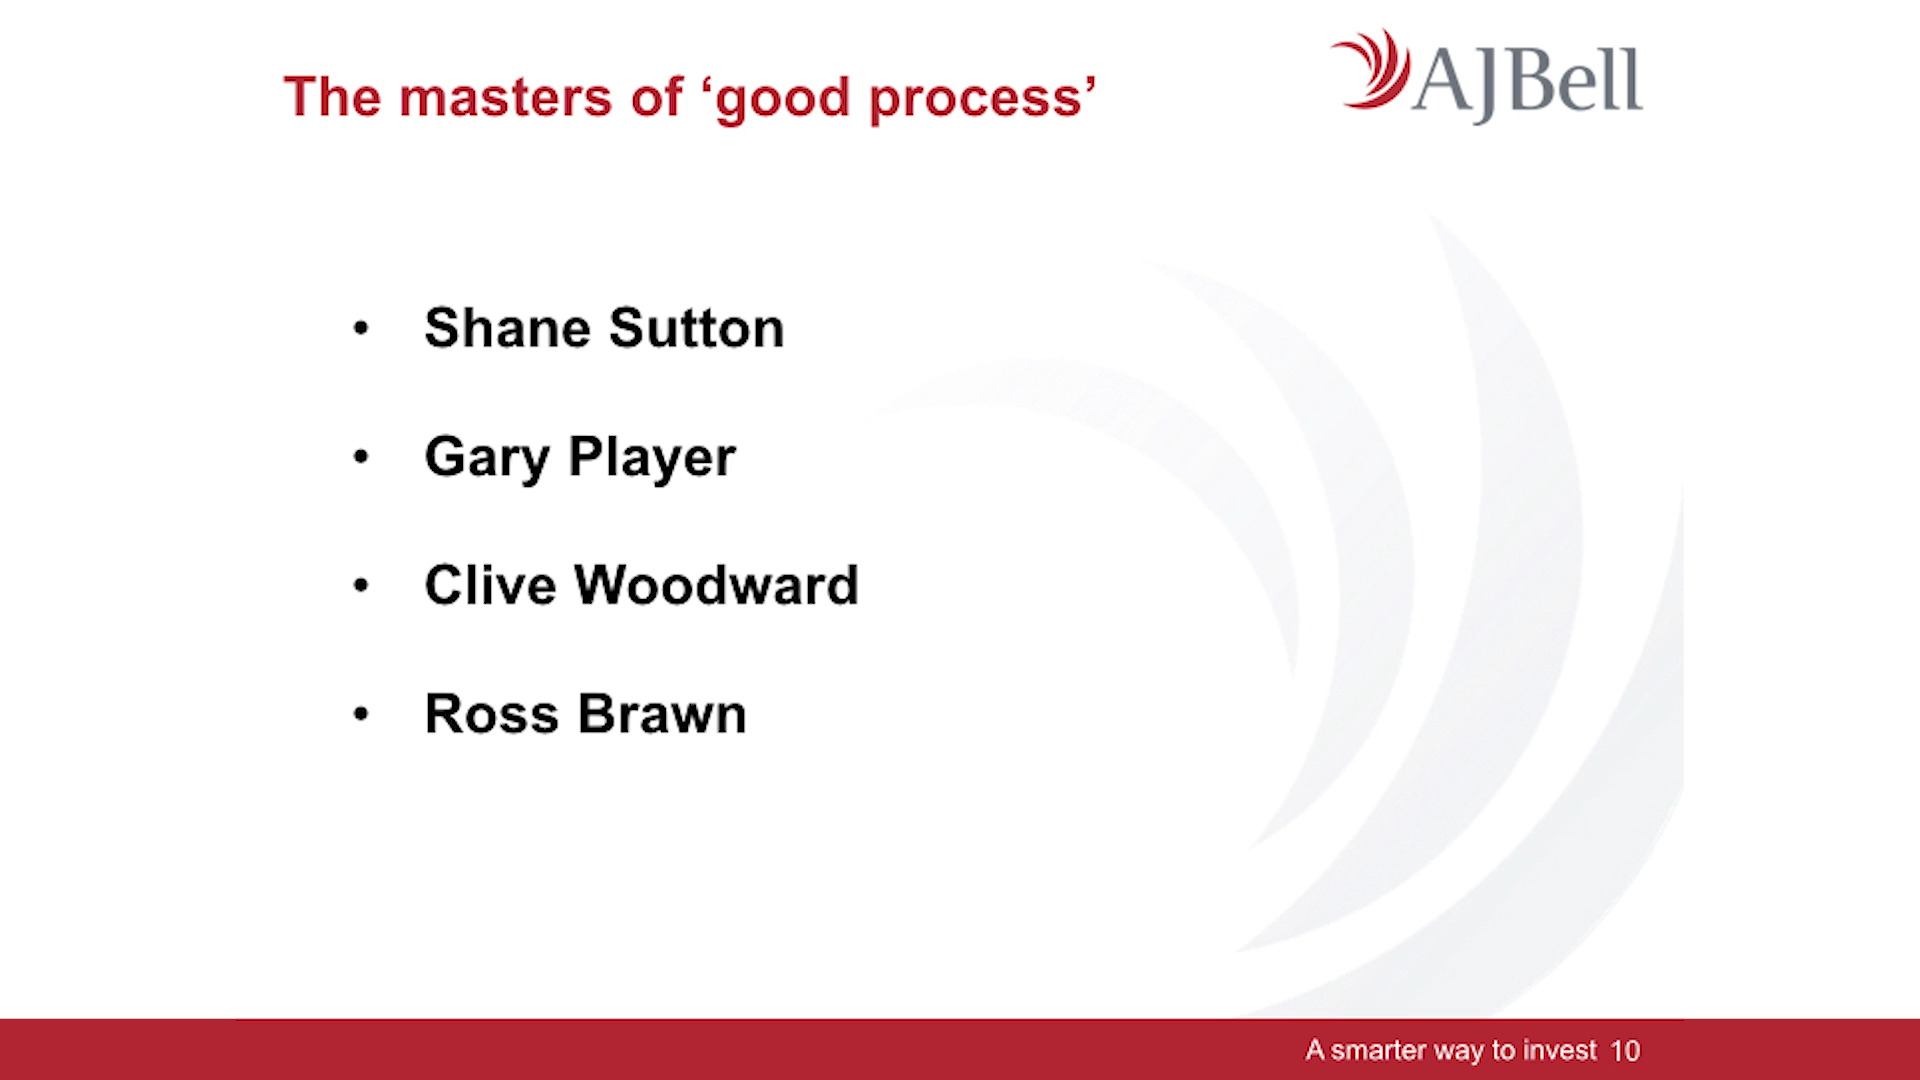 The masters of ‘good process’
AJBell
• Shane Sutton
• Gary Player
• Clive Woodward
• Ross Brawn
A smarter way to invest 10